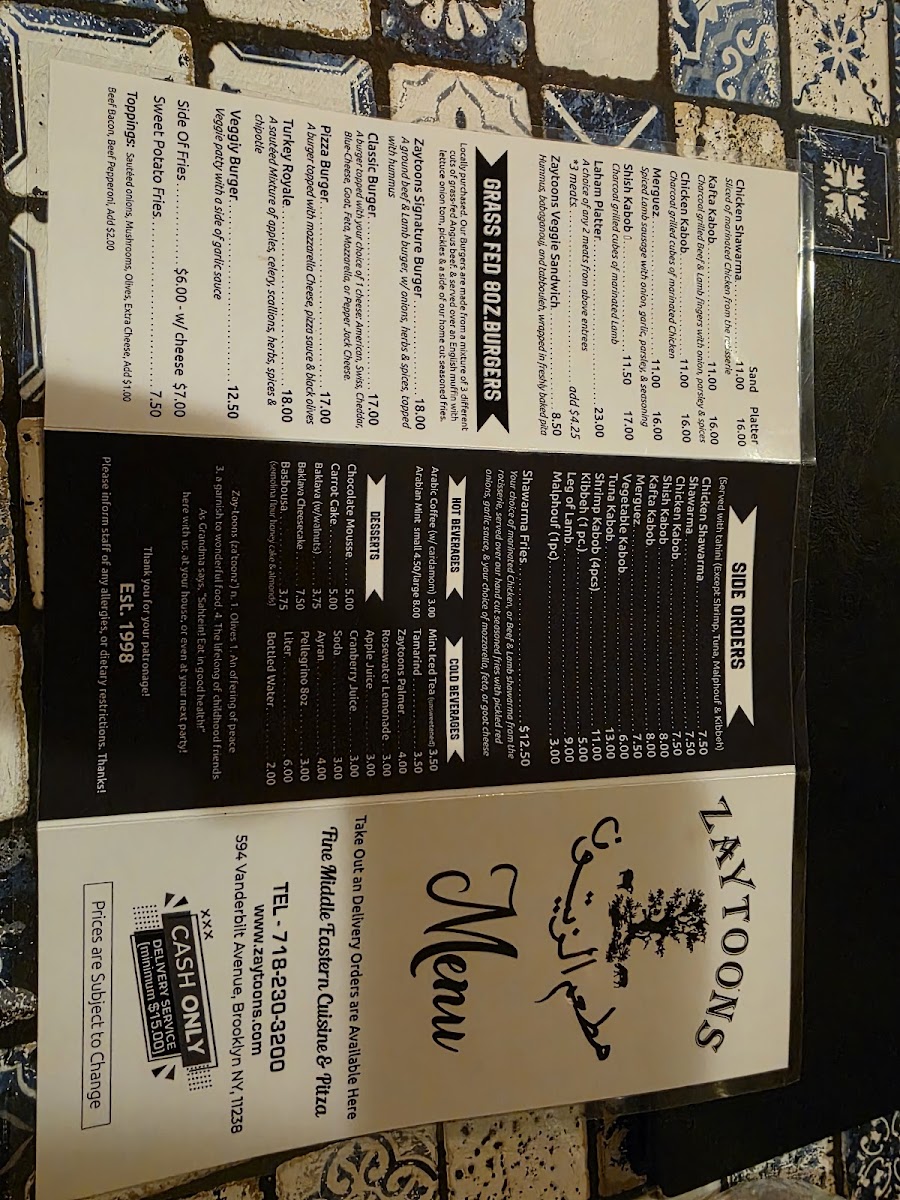 Sand Platter
Chicken Shawarma....11.00 16.00
Sliced of marinated Chicken from the rotisserie
Kafta Kabob..........11.00 16.00
Charcoal grilled Beef & Lamb fingers with onion, parsley & spices
Chicken Kabob..........11.00 16.00
Charcoal grilled cubes of marinated Chicken
Merguez..........11.00 16.00
Spiced Lamb sausage with onion, garlic, parsley, & seasoning
Shish Kabob..........11.50 17.00
Charcoal grilled cubes of marinated Lamb
Laham Platter..........23.00
A choice of any 2 meats from above entrees
*3 mets..........add $4.25
Zaytoons Veggie Sandwich..........8.50
Hummus, babaganouj, and tabouleh, wrapped in freshly baked pita
GRASS FED 8OZ.BURGERS
Locally purchased. Our Burgers are made from a mixture of 3 different
cuts of grass-fed Angus beef. & served over an English muffin with
lettuce onion tom, pickles & a side of our home cut seasoned fries.
Zaytoons Signature Burger..........18.00
A ground beef & Lamb burger, w/ onions, herbs & spices, topped
with hummus
Classic Burger..........17.00
A burger topped with your choice of 1 cheese: American, Swiss, Cheddar,
Blue-Cheese, Goat, Feta, Mozzarella, or Pepper Jack Cheese.
Pizza Burger..........17.00
A burger topped with mozzarella Cheese, pizza sauce & black olives
Turkey Royale..........18.00
A sautéed Mixture of apples, celery, scallions, herbs, spices &
chipotle
Veggiy Burger..........12.50
Veggie patty with a side of garlic sauce
Side Of Fries..........$6.00- w/ cheese $7.00
Sweet Potato Fries..........7.50
Toppings: Sautéed onions, Mushrooms, Olives, Extra Cheese, Add $1.00
Beef Bacon, Beef Pepperoni, Add $2.00
SIDE ORDERS
(Served with tahini (Except Shrimp, Tuna, Malphouf & Kibbeh)
Chicken Shawarma..........7.50
Shawarma..........7.50
Chicken Kabob..........7.50
Shish Kabob..........8.00
Kafta Kabob..........8.00
Merguez..........7.50
Vegetable Kabob..........6.00
Tuna Kabob..........13.00
Shrimp Kabob (4pcs)..........11.00
Kibbeh (1 pc)..........5.00
Leg of Lamb..........9.00
Malphouf (1pc)..........3.00
Shawarma Fries..........$12.50
Your choice of marinated Chicken, or Beef & Lamb shawarma from the
rotisserie, served over our hand cut seasoned fries with pickled red
onions, garlic sauce, & your choice of mozzarella, feta, or goat cheese
HOT BEVERAGES
Arabic Coffee (w/ cardamom) 3.00
Arabian Mint small 4.50/large 8.00
DESSERTS
Chocolate Mousse.....5.00
Carrot Cake..........5.00
Baklava (w/walnuts)....3.75
Baklava Cheesecake.....7.50
Basbousa..........3.75
(semolina flour honey cake & almonds)
COLD BEVERAGES
Mint Iced Tea (unsweetened) 3.50
Tamarind..........3.50
Zaytoons Palmer.......4.00
Rosewater Lemonade 3.00
Apple Juice..........3.00
Cranberry Juice.......3.00
Soda..........3.00
Ayran..........4.00
Pellegrino 8oz........3.00
Liter..........6.00
Bottled Water........2.00
Zay-Loons (za'toonz') n. 1 Olives 1. An offering of peace
3. a garnish to wonderful food. 4. The lifelong of childhood friends
As Grandma says, "Sahtein! Eat in good health!"
here with us, at your house, or even at your next party!
Thank you for your patronage!
Est. 1998
Please inform staff of any allergies, or dietary restrictions. Thanks!
ZAYTOONS
مطعم الزيتون
Menu
Take Out an Delivery Orders are Available Here
Fine Middle Eastern Cuisine & Pitza
TEL - 718-230-3200
www.zaytoons.com
594 Vanderbilt Avenue, Brooklyn NY, 11238
xxx
CASH ONLY
DELIVERY SERVICE
(minimum $15.00)
Prices are Subject to Change